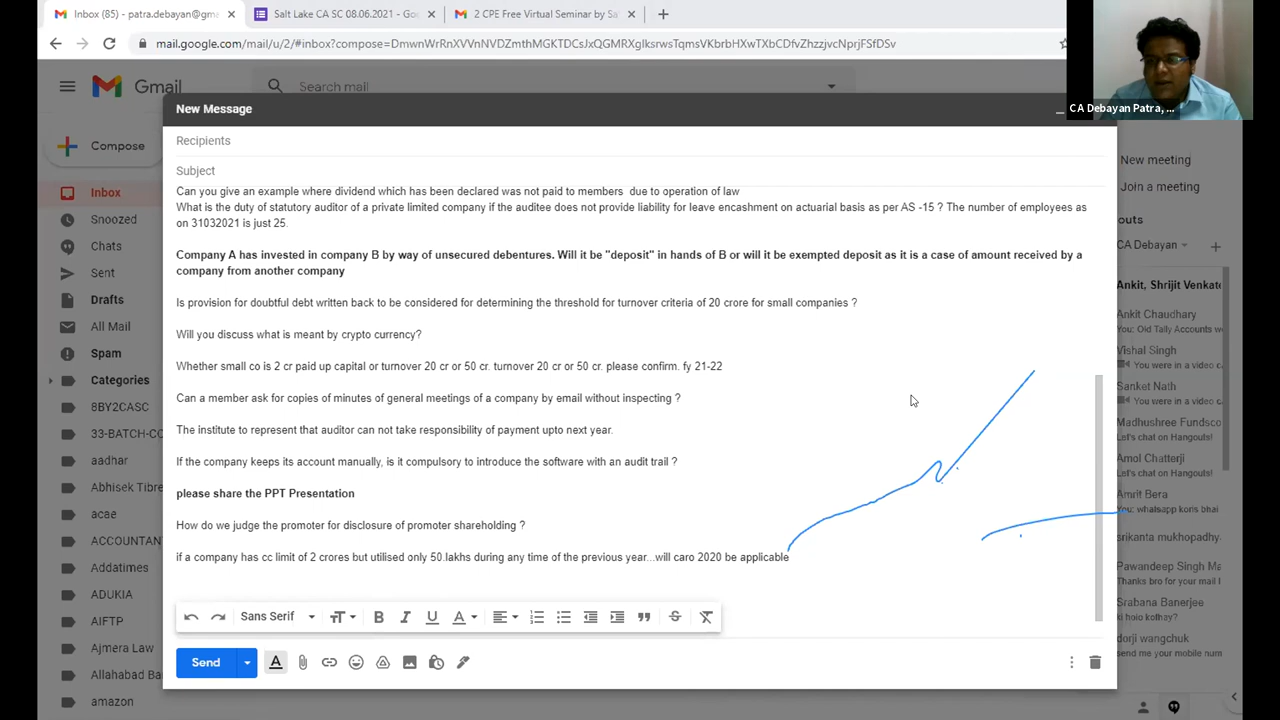 Inbox (85) - patra.debayan@gma
Salt Lake CA SC 08.06.2021 - Goo
2 CPE Free Virtual Seminar by Sa
mail.google.com/mail/u/2/#inbox?compose=DmwnWrRnXVVnNVDZmthMGKTDCsJxQGMRXglksrwsTqmsVKbrbHXwTXbCDfvZhzzjvcNprjFSfDSv
Gmail
Search mail
CA Debayan Patra, ...
Compose
Inbox
Snoozed
Chats
Sent
Drafts
All Mail
Spam
Categories
8BY2CASC
33-BATCH-CO
aadhar
Abhisek Tibre
acae
ACCOUNTAN
Addatimes
ADUKIA
AIFTP
Ajmera Law
Allahabad Ba
amazon
New Message
Recipients
Subject
Can you give an example where dividend which has been declared was not paid to members due to operation of law
What is the duty of statutory auditor of a private limited company if the auditee does not provide liability for leave encashment on actuarial basis as per AS -15 ? The number of employees as
on 31032021 is just 25.
Company A has invested in company B by way of unsecured debentures. Will it be "deposit" in hands of B or will it be exempted deposit as it is a case of amount received by a
company from another company
Is provision for doubtful debt written back to be considered for determining the threshold for turnover criteria of 20 crore for small companies ?
Will you discuss what is meant by crypto currency?
Whether small co is 2 cr paid up capital or turnover 20 cr or 50 cr. turnover 20 cr or 50 cr. please confirm. fy 21-22
Can a member ask for copies of minutes of general meetings of a company by email without inspecting ?
The institute to represent that auditor can not take responsibility of payment upto next year.
If the company keeps its account manually, is it compulsory to introduce the software with an audit trail ?
please share the PPT Presentation
How do we judge the promoter for disclosure of promoter shareholding ?
if a company has cc limit of 2 crores but utilised only 50.lakhs during any time of the previous year...will caro 2020 be applicable
Sans Serif
Send
New meeting
Join a meeting
outs
CA Debayan
Ankit, Shrijit Venkate
Ankit Chaudhary
You: Old Tally Accounts w
Vishal Singh
You were in a video c
Sanket Nath
You were in a video c
Madhushree Fundsco
Let's chat on Hangouts!
Amol Chatterji
Let's chat on Hangouts!
Amrit Bera
You: whatsapp koris bhai
srikanta mukhopadhy
Pawandeep Singh Ma
Thanks bro for your mail
Srabana Banerjee
ki holo kothay?
dorji wangchuk
send me your mobile num